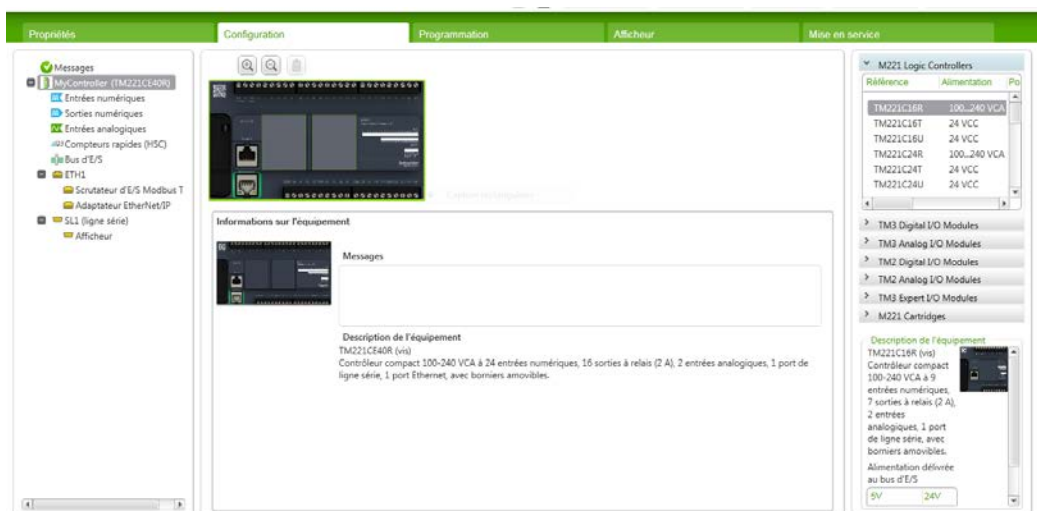 Propriétés
Configuration
Programmation
Afficheur
Mise en service
Messages
MyController (TM221CE40R)
Entrées numériques
Sorties numériques
Entrées analogiques
Compteurs rapides (HSC)
Bus d'E/S
ETH1
Scrutateur d'E/S Modbus T
Adaptateur EtherNet/IP
SL1 (ligne série)
Afficheur
Informations sur l'équipement
Messages
Description de l'équipement
TM221CE40R (vis)
Contrôleur compact 100-240 VCA à 24 entrées numériques, 16 sorties à relais (2 A), 2 entrées analogiques, 1 port de
ligne série, 1 port Ethernet, avec borniers amovibles.
M221 Logic Controllers
Référence Alimentation Po
TM221C16R 100...240 VCA
TM221C16T 24 VCC
TM221C16U 24 VCC
TM221C24R 100...240 VCA
TM221C24T 24 VCC
TM221C24U 24 VCC
TM3 Digital I/O Modules
TM3 Analog I/O Modules
TM2 Digital I/O Modules
TM2 Analog I/O Modules
TM3 Expert I/O Modules
M221 Cartridges
Description de l'équipement
TM221C16R (vis)
Contrôleur compact
100-240 VCA à 9
entrées numériques,
7 sorties à relais (2 A),
2 entrées
analogiques, 1 port
de ligne série, avec
borniers amovibles.
Alimentation délivrée
au bus d'E/S
5V 24V